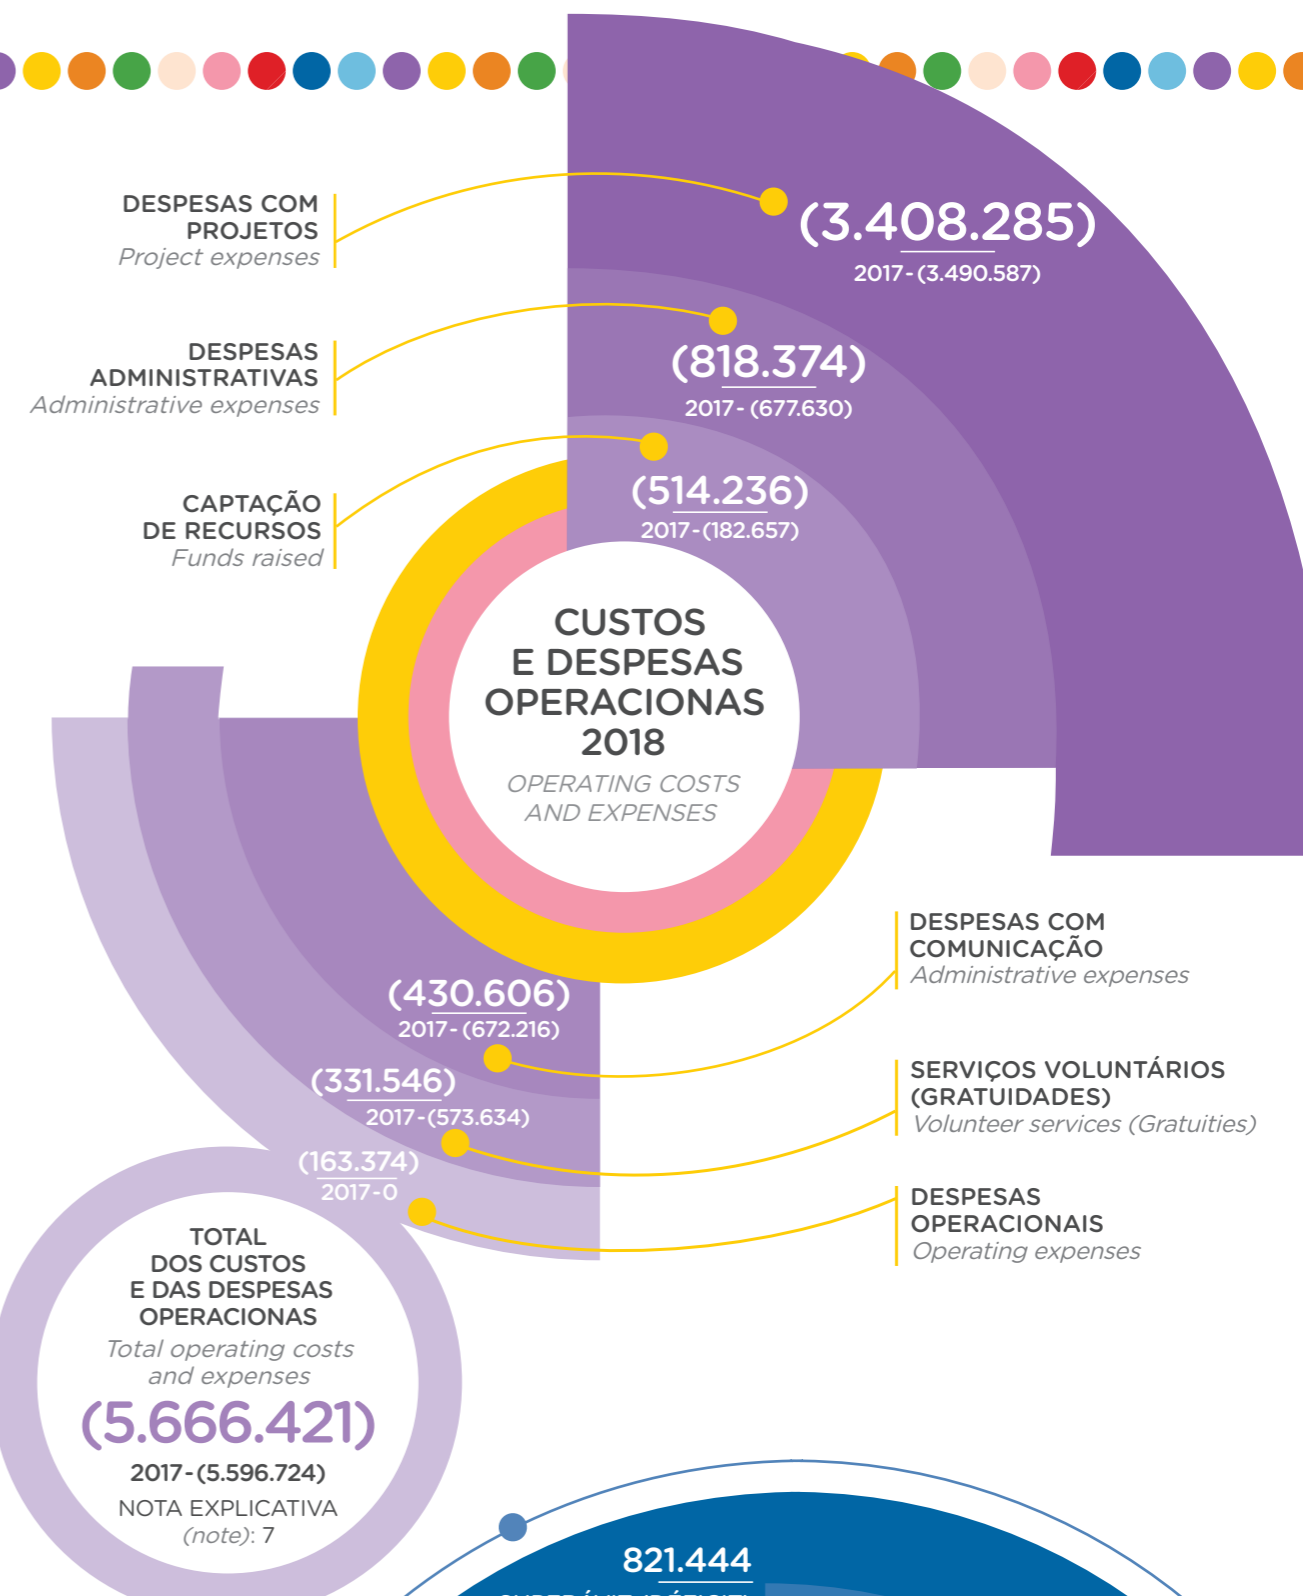 DESPESAS COM
PROJETOS
Project expenses
(3.408.285)
2017-(3.490.587)
DESPESAS
ADMINISTRATIVAS
Administrative expenses
(818.374)
2017- (677.630)
CAPTAÇÃO
DE RECURSOS
Funds raised
(514.236)
2017-(182.657)
CUSTOS
E DESPESAS
OPERACIONAS
2018
OPERATING COSTS
AND EXPENSES
DESPESAS COM
COMUNICAÇÃO
Administrative expenses
(430.606)
2017- (672.216)
SERVIÇOS VOLUNTÁRIOS
(GRATUIDADES)
Volunteer services (Gratuities)
(331.546)
2017-(573.634)
DESPESAS
OPERACIONAIS
Operating expenses
(163.374)
2017-0
TOTAL
DOS CUSTOS
E DAS DESPESAS
OPERACIONAS
Total operating costs
and expenses
(5.666.421)
2017-(5.596.724)
NOTA EXPLICATIVA
(note): 7
821.444